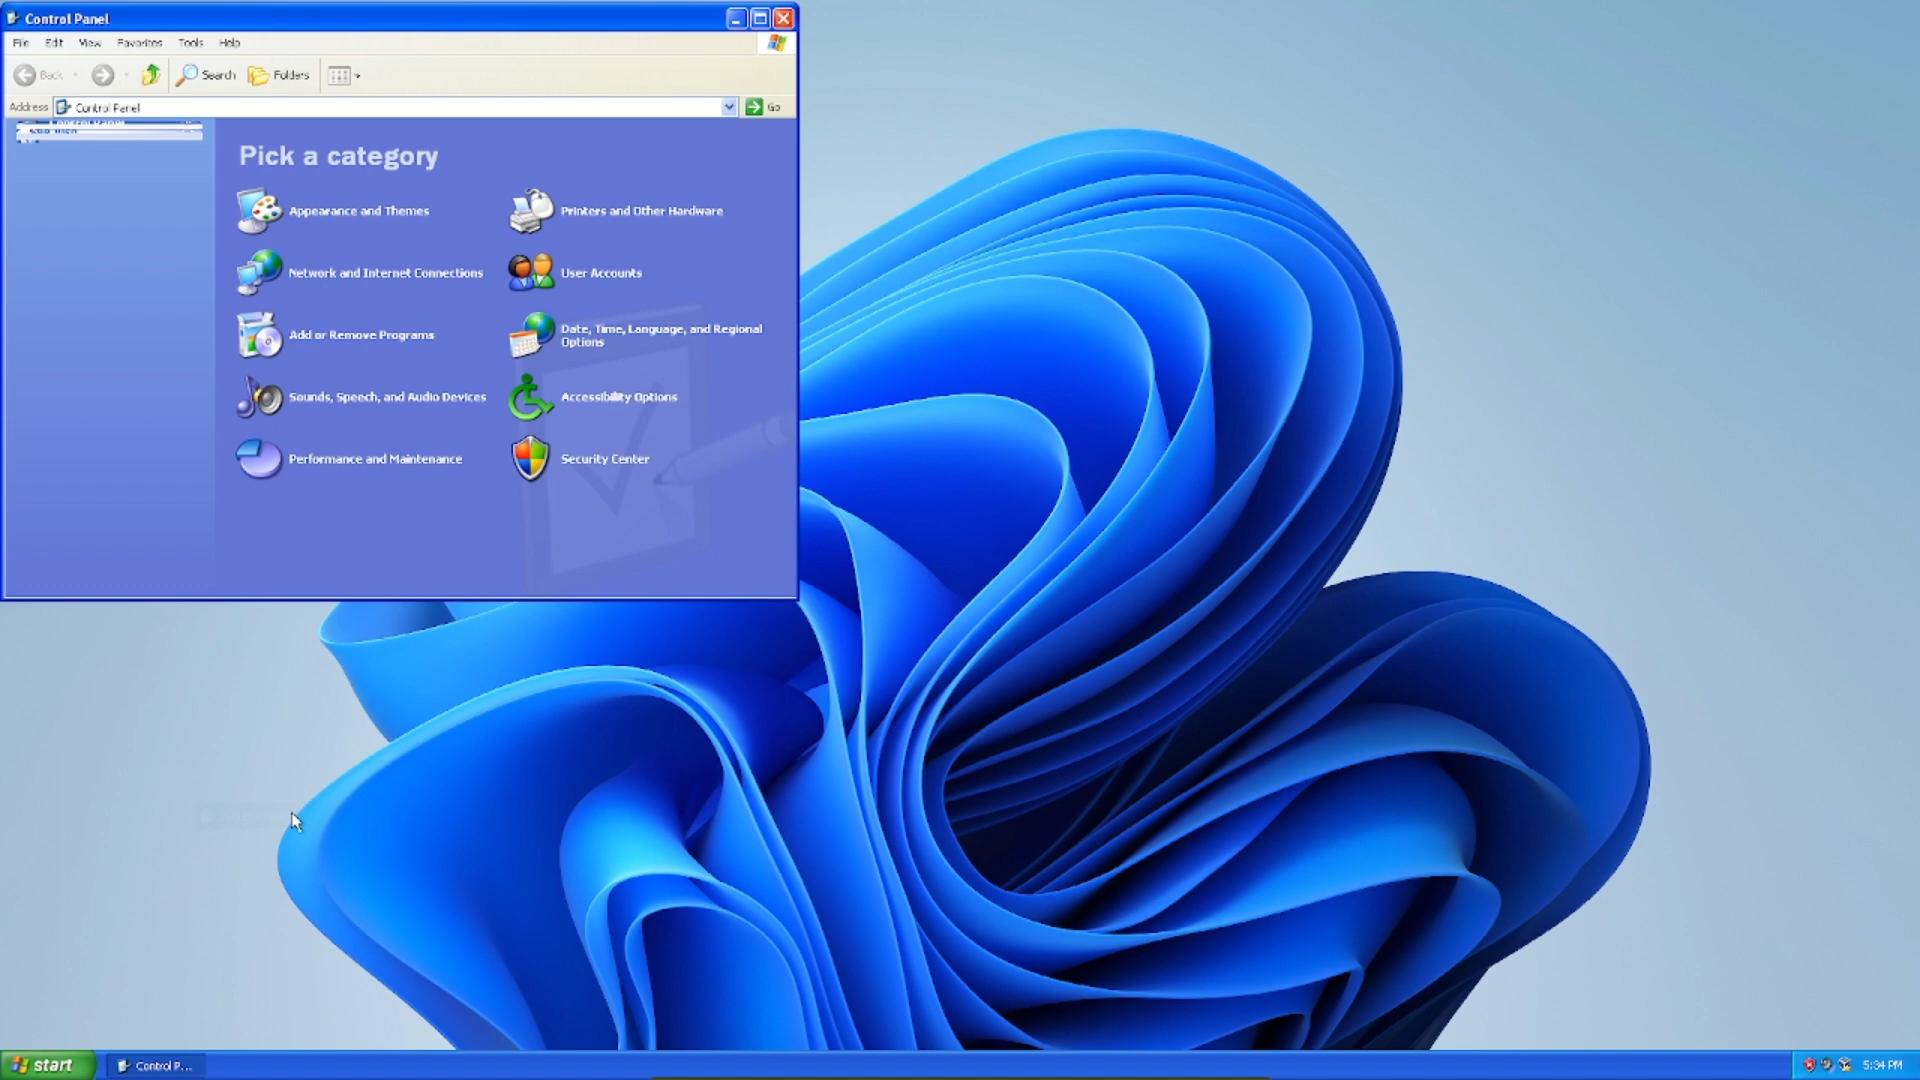 Control Panel
File Edit View Favorites Tools Help
Back Search Folders
Address Control Panel Go
Control Panel
Pick a category
Appearance and Themes
Printers and Other Hardware
Network and Internet Connections
User Accounts
Add or Remove Programs
Date, Time, Language, and Regional
Options
Sounds, Speech, and Audio Devices
Accessibility Options
Performance and Maintenance
Security Center
start Control P... 5:34 PM